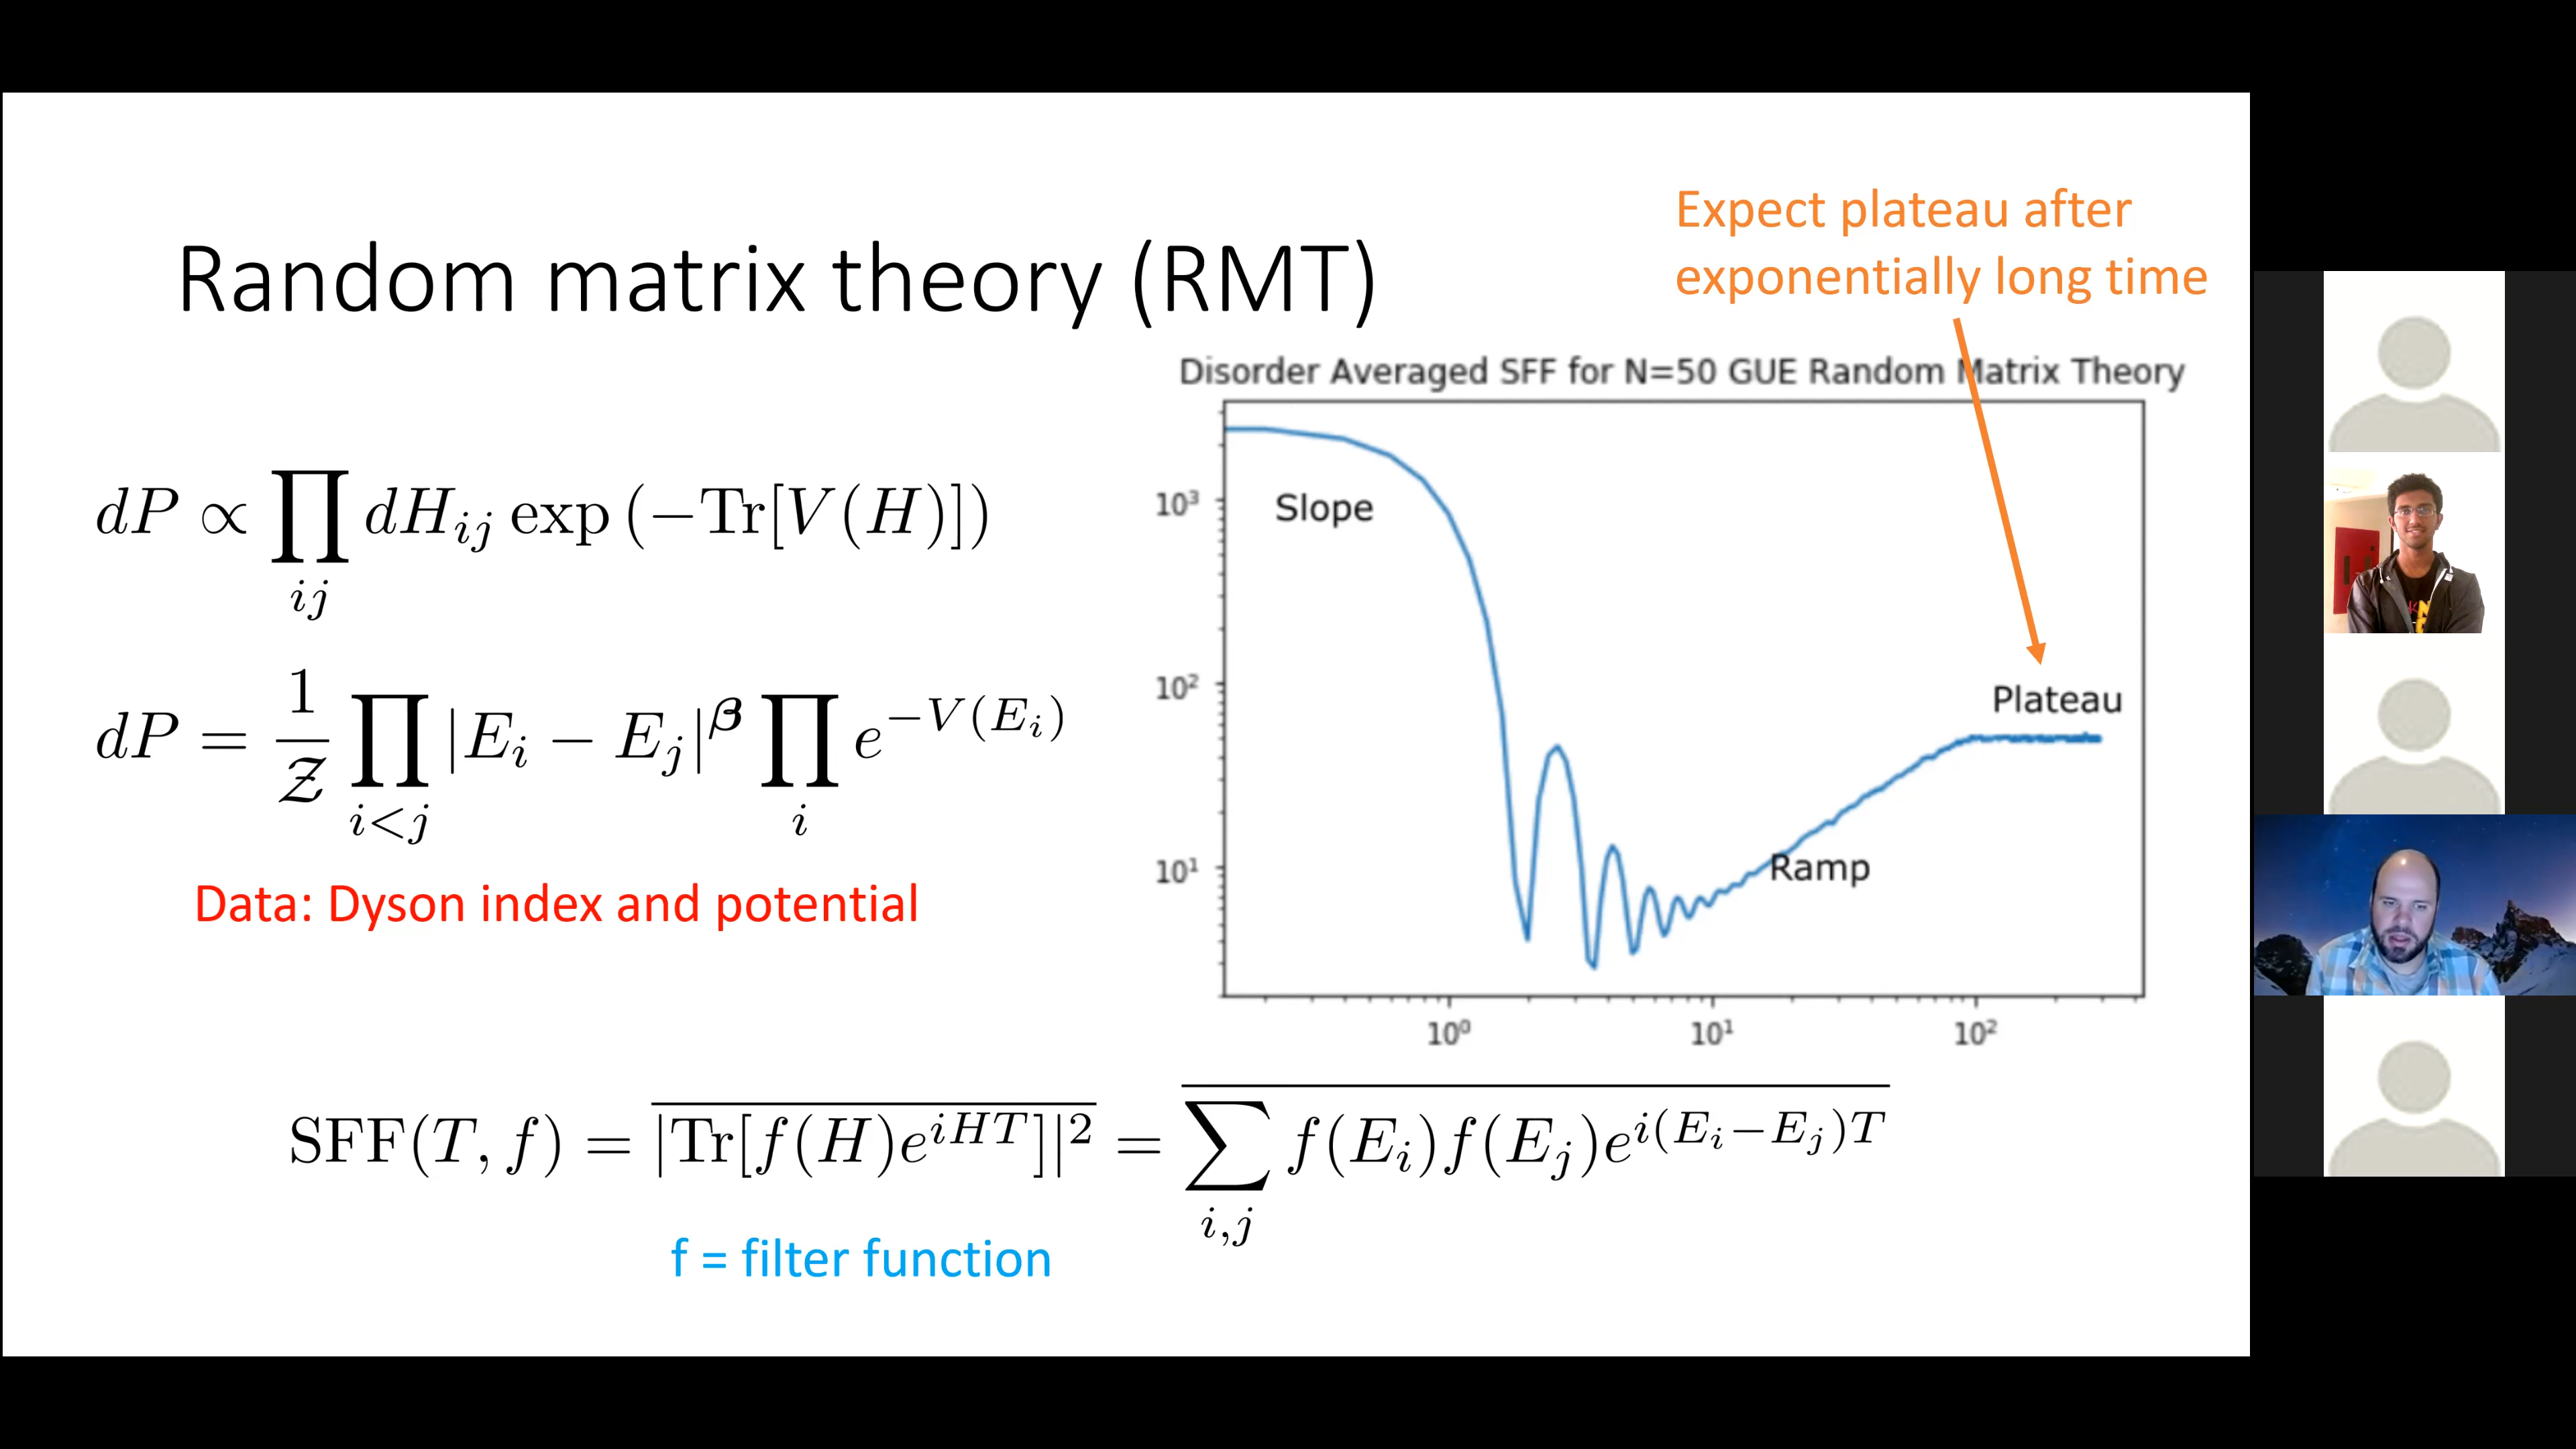 Expect plateau after
exponentially long time
Random matrix theory (RMT)
Disorder Averaged SFF for N=50 GUE Random Matrix Theory
dP ∝ ∏_{ij} dH_{ij} exp (−Tr[V(H)])
dP = \frac{1}{𝒵} ∏_{i<j} |E_i − E_j|^β ∏_i e^{−V(E_i)}
Data: Dyson index and potential
Slope
Plateau
Ramp
10³
10²
10¹
10⁰ 10¹ 10²
SFF(T, f) = \overline{|Tr[f(H)e^{iHT}]|²} = \overline{∑_{i,j} f(E_i)f(E_j)e^{i(E_i−E_j)T}}
f = filter function